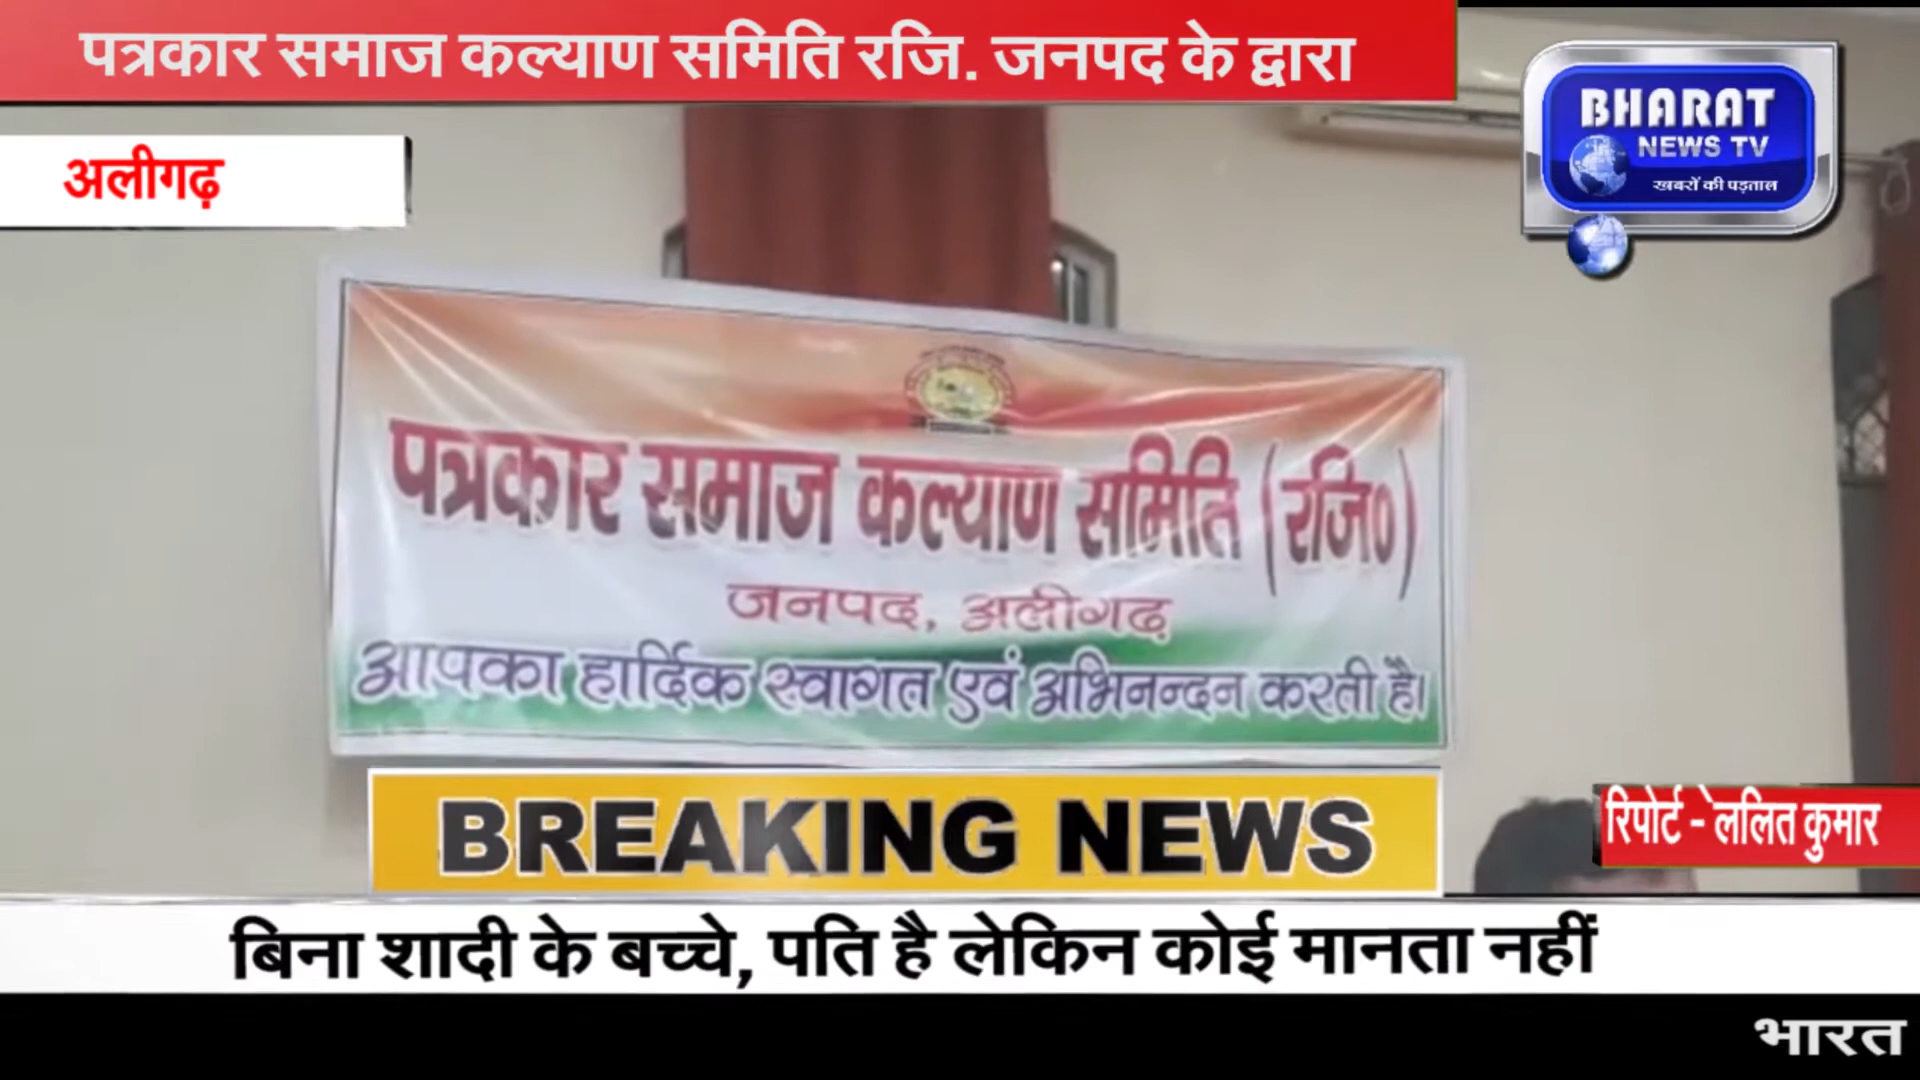 पत्रकार समाज कल्याण समिति रजि. जनपद के द्वारा
BHARAT
NEWS TV
खबरों की पड़ताल
अलीगढ़
पत्रकार समाज कल्याण समिति (रजि०)
जनपद, अलीगढ़
आपका हार्दिक स्वागत एवं अभिनन्दन करती है।
BREAKING NEWS
रिपोर्ट - ललित कुमार
बिना शादी के बच्चे, पति है लेकिन कोई मानता नहीं
भारत